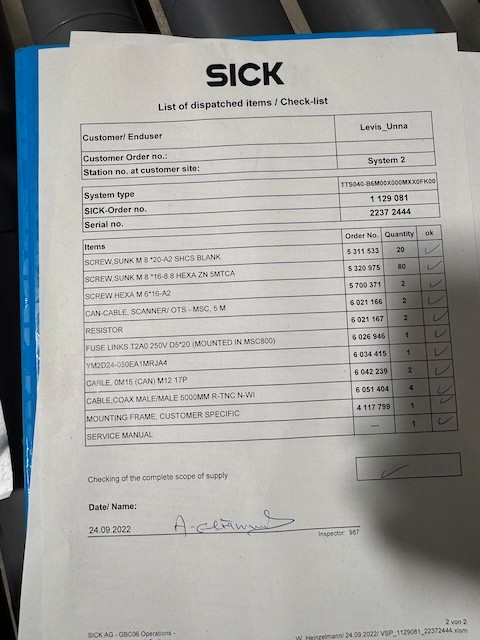 SICK
List of dispatched items / Check-list
Customer/ Enduser Levis_Unna
Customer Order no.:
Station no. at customer site: System 2
System type TTS040-B6M00X000MXX0FK00
SICK-Order no. 1 129 081
Serial no. 2237 2444
Items Order No. Quantity ok
SCREW,SUNK M 8 *20-A2 SHCS BLANK 5 311 533 20
SCREW,SUNK M 8 *16-8.8 HEXA ZN 5MTCA 5 320 975 80
SCREW HEXA M 6*16-A2 5 700 371 2
CAN-CABLE, SCANNER/ OTS - MSC, 5 M 6 021 166 2
RESISTOR 6 021 167 2
FUSE LINKS T2A0 250V D5*20 (MOUNTED IN MSC800) 6 026 946 1
YM2D24-050EA1MRJA4 6 034 415 1
CABLE, 0M15 (CAN) M12 17P 6 042 239 2
CABLE,COAX MALE/MALE 5000MM R-TNC N-WI 6 051 404 4
MOUNTING FRAME, CUSTOMER SPECIFIC 4 117 799 1
SERVICE MANUAL --- 1
Checking of the complete scope of supply
Date/ Name:
24.09.2022
Inspector: 967
2 von 2
SICK AG - GBC06 Operations - W. Heinzelmann/ 24.09.2022/ VSP_1129081_22372444.xlsm